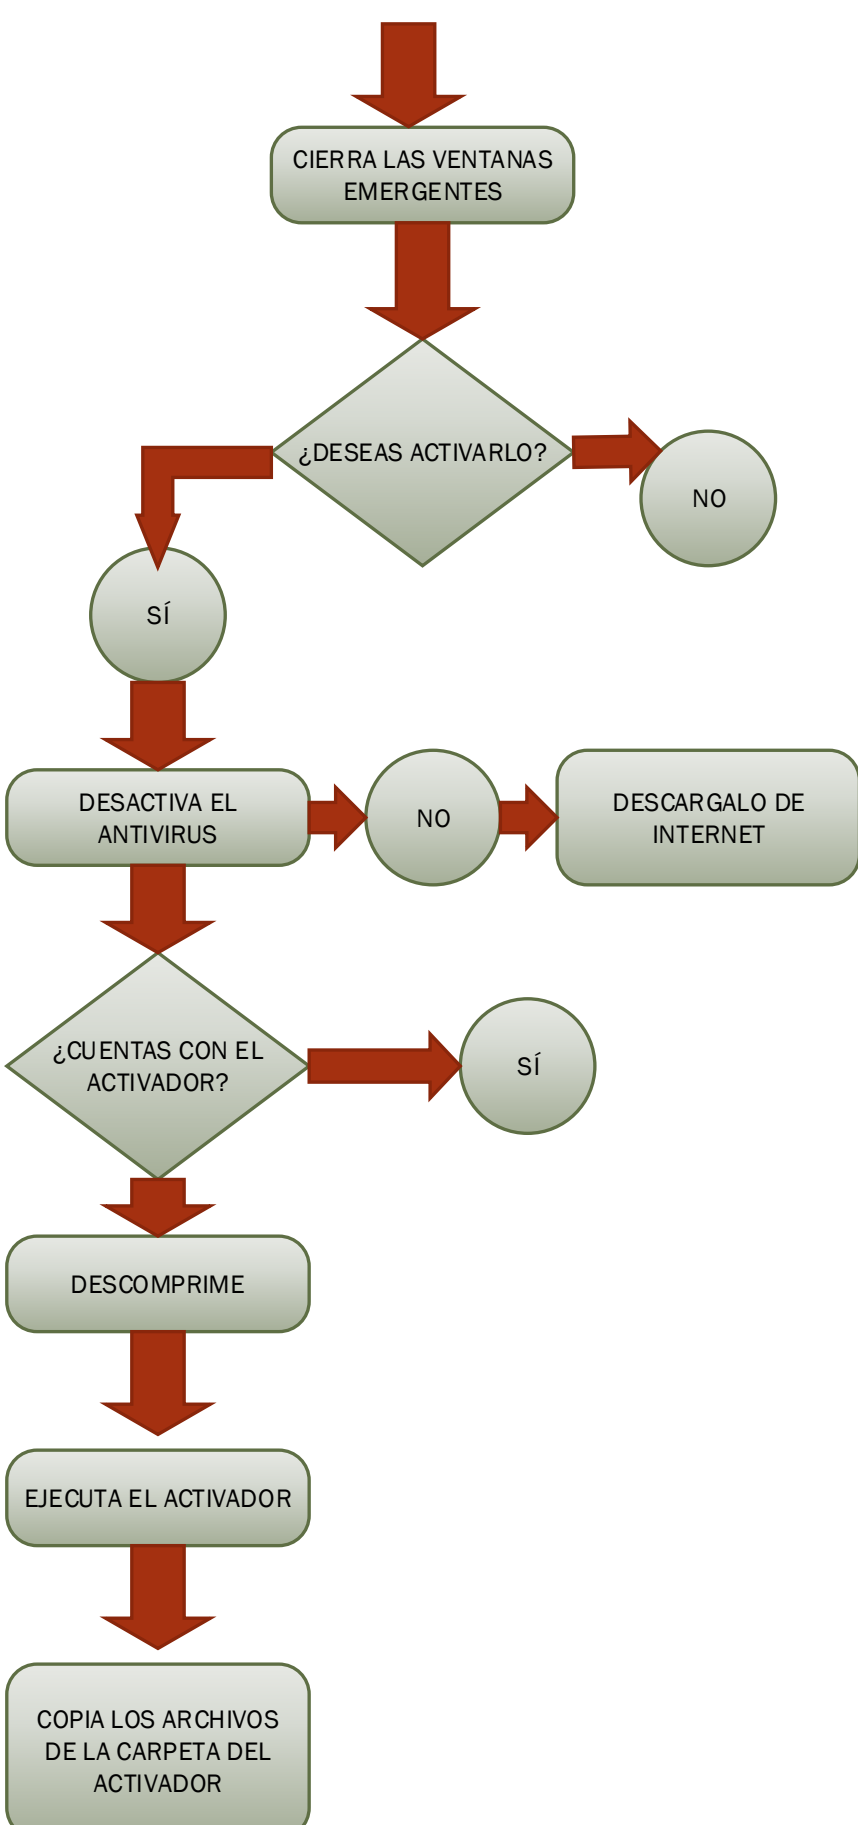 CIERRA LAS VENTANAS
EMERGENTES
¿DESEAS ACTIVARLO?
NO
SÍ
DESACTIVA EL
ANTIVIRUS
NO
DESCARGALO DE
INTERNET
¿CUENTAS CON EL
ACTIVADOR?
SÍ
DESCOMPRIME
EJECUTA EL ACTIVADOR
COPIA LOS ARCHIVOS
DE LA CARPETA DEL
ACTIVADOR